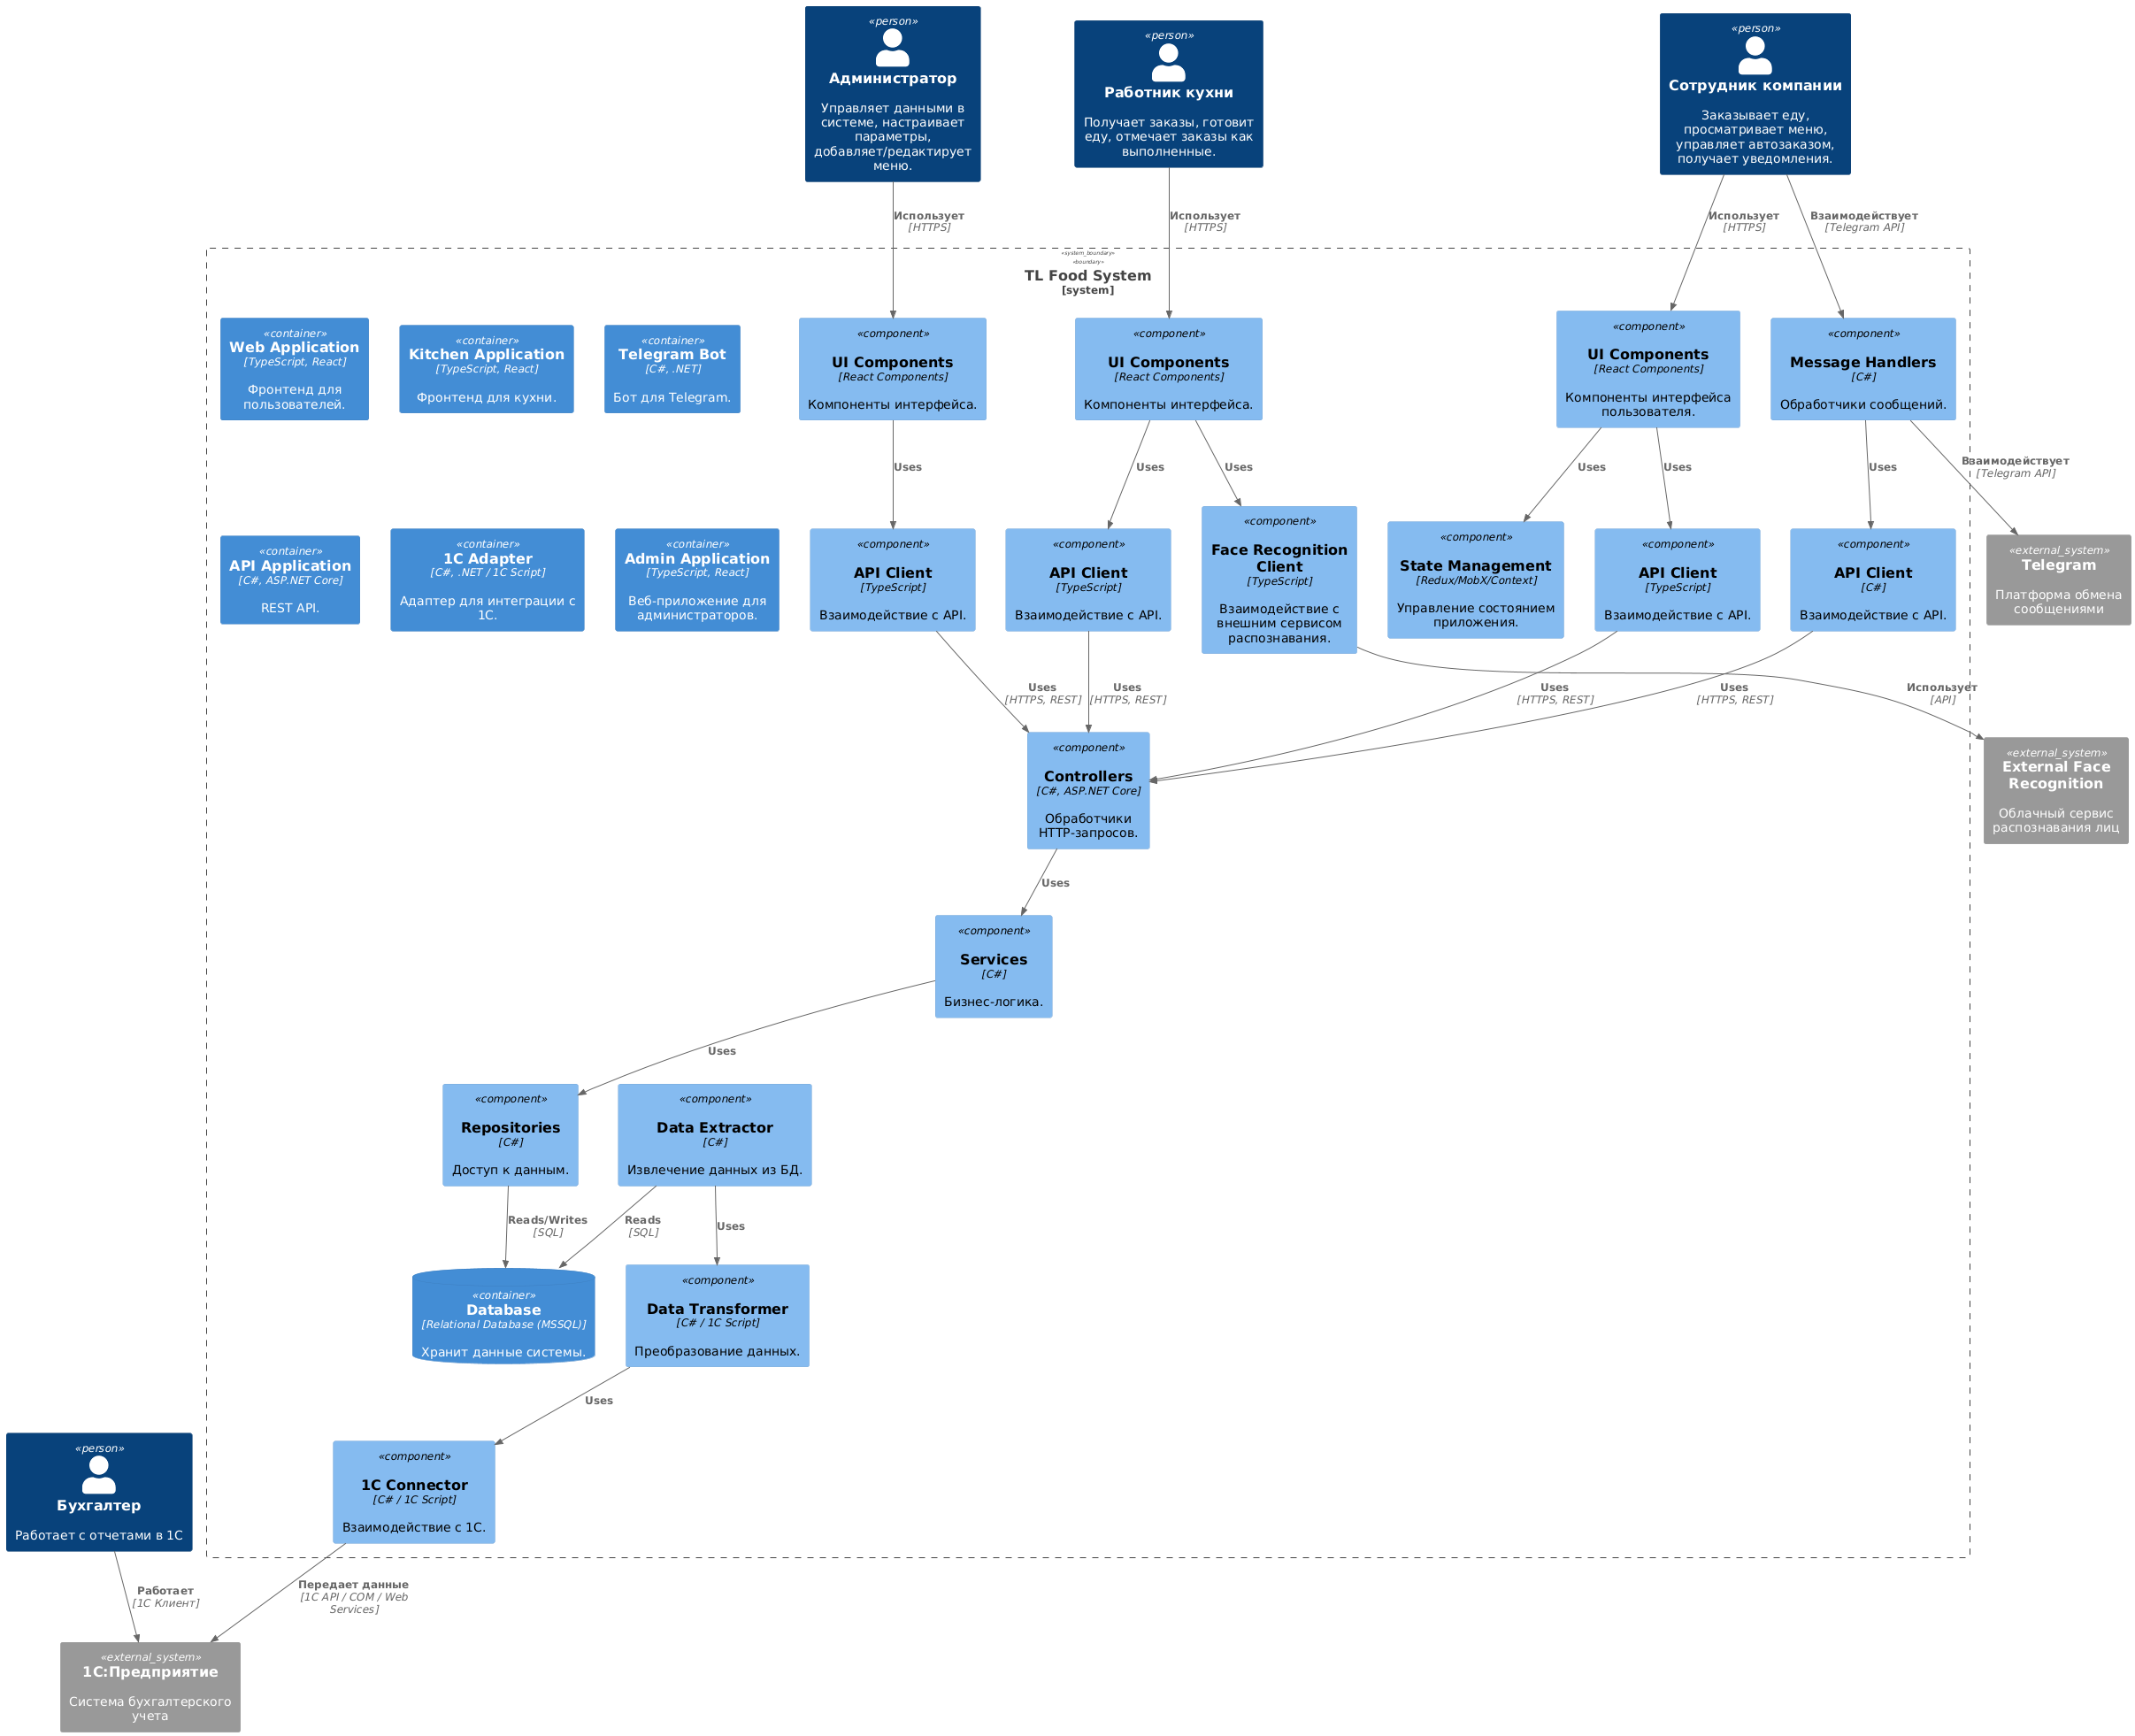 «person»
Администратор
Управляет данными в
системе, настраивает
параметры,
добавляет/редактирует
меню.
«person»
Работник кухни
Получает заказы, готовит
еду, отмечает заказы как
выполненные.
«person»
Сотрудник компании
Заказывает еду,
просматривает меню,
управляет автозаказом,
получает уведомления.
Использует
[HTTPS]
Использует
[HTTPS]
Использует
[HTTPS]
Взаимодействует
[Telegram API]
«system_boundary»
«boundary»
TL Food System
[system]
«container»
Web Application
[TypeScript, React]
Фронтенд для
пользователей.
«container»
Kitchen Application
[TypeScript, React]
Фронтенд для кухни.
«container»
Telegram Bot
[C#, .NET]
Бот для Telegram.
«component»
UI Components
[React Components]
Компоненты интерфейса.
«component»
UI Components
[React Components]
Компоненты интерфейса.
«component»
UI Components
[React Components]
Компоненты интерфейса
пользователя.
«component»
Message Handlers
[C#]
Обработчики сообщений.
Uses
Uses
Uses
Uses
Uses
Uses
Взаимодействует
[Telegram API]
«container»
API Application
[C#, ASP.NET Core]
REST API.
«container»
1C Adapter
[C#, .NET / 1C Script]
Адаптер для интеграции с
1С.
«container»
Admin Application
[TypeScript, React]
Веб-приложение для
администраторов.
«component»
API Client
[TypeScript]
Взаимодействие с API.
«component»
API Client
[TypeScript]
Взаимодействие с API.
«component»
Face Recognition
Client
[TypeScript]
Взаимодействие с
внешним сервисом
распознавания.
«component»
State Management
[Redux/MobX/Context]
Управление состоянием
приложения.
«component»
API Client
[TypeScript]
Взаимодействие с API.
«component»
API Client
[C#]
Взаимодействие с API.
«external_system»
Telegram
Платформа обмена
сообщениями
Uses
[HTTPS, REST]
Uses
[HTTPS, REST]
Uses
[HTTPS, REST]
Uses
[HTTPS, REST]
Использует
[API]
«component»
Controllers
[C#, ASP.NET Core]
Обработчики
HTTP-запросов.
«external_system»
External Face
Recognition
Облачный сервис
распознавания лиц
Uses
«component»
Services
[C#]
Бизнес-логика.
Uses
«component»
Repositories
[C#]
Доступ к данным.
«component»
Data Extractor
[C#]
Извлечение данных из БД.
Reads/Writes
[SQL]
Reads
[SQL]
Uses
«container»
Database
[Relational Database (MSSQL)]
Хранит данные системы.
«component»
Data Transformer
[C# / 1C Script]
Преобразование данных.
Uses
«person»
Бухгалтер
Работает с отчетами в 1С
«component»
1C Connector
[C# / 1C Script]
Взаимодействие с 1С.
Работает
[1С Клиент]
Передает данные
[1C API / COM / Web
Services]
«external_system»
1С:Предприятие
Система бухгалтерского
учета